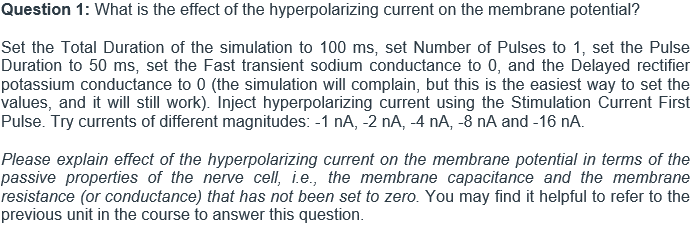 Question 1: What is the effect of the hyperpolarizing current on the membrane potential?
Set the Total Duration of the simulation to 100 ms, set Number of Pulses to 1, set the Pulse
Duration to 50 ms, set the Fast transient sodium conductance to 0, and the Delayed rectifier
potassium conductance to 0 (the simulation will complain, but this is the easiest way to set the
values, and it will still work). Inject hyperpolarizing current using the Stimulation Current First
Pulse. Try currents of different magnitudes: -1 nA, -2 nA, -4 nA, -8 nA and -16 nA.
Please explain effect of the hyperpolarizing current on the membrane potential in terms of the
passive properties of the nerve cell, i.e., the membrane capacitance and the membrane
resistance (or conductance) that has not been set to zero. You may find it helpful to refer to the
previous unit in the course to answer this question.